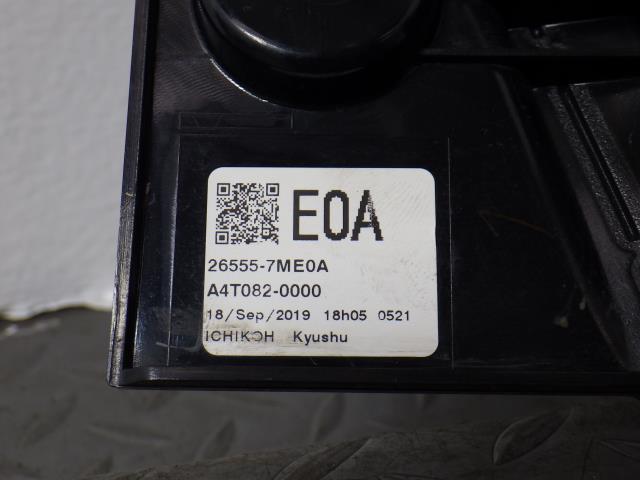 E0A
26555-7ME0A
A4T082-0000
18/Sep/2019 18h05 0521
ICHIKOH Kyushu